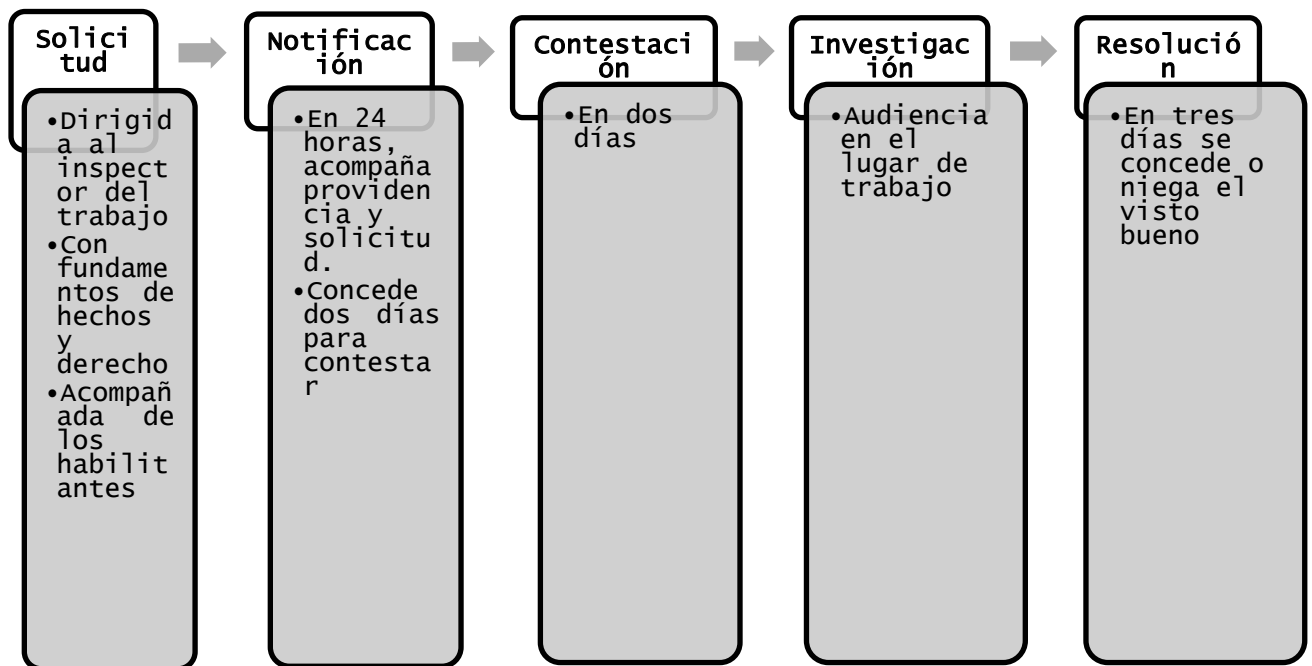 Solici
tud
•Dirigid
a al
inspect
or del
trabajo
•Con
fundame
ntos de
hechos
y
derecho
•Acompañ
ada de
los
habilit
antes
Notificac
ión
•En 24
horas,
acompaña
providen
cia y
solicitu
d.
•Concede
dos días
para
contesta
r
Contestaci
ón
•En dos
días
Investigac
ión
•Audiencia
en el
lugar de
trabajo
Resolució
n
•En tres
días se
concede o
niega el
visto
bueno